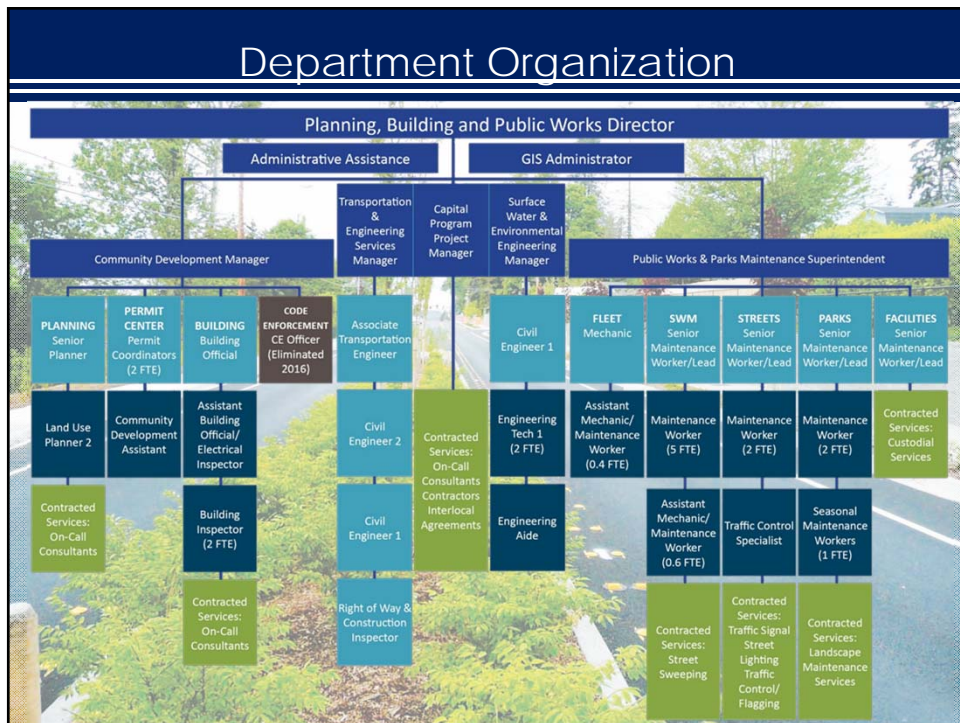 Department Organization
Planning, Building and Public Works Director
Administrative Assistance
GIS Administrator
Transportation
&
Engineering
Services
Manager
Capital
Program
Project
Manager
Surface
Water &
Environmental
Engineering
Manager
Community Development Manager
Public Works & Parks Maintenance Superintendent
PLANNING
Senior
Planner
PERMIT
CENTER
Permit
Coordinators
(2 FTE)
BUILDING
Building
Official
CODE
ENFORCEMENT
CE Officer
(Eliminated
2016)
Associate
Transportation
Engineer
Civil
Engineer 1
FLEET
Mechanic
SWM
Senior
Maintenance
Worker/Lead
STREETS
Senior
Maintenance
Worker/Lead
PARKS
Senior
Maintenance
Worker/Lead
FACILITIES
Senior
Maintenance
Worker/Lead
Land Use
Planner 2
Community
Development
Assistant
Assistant
Building
Official/
Electrical
Inspector
Civil
Engineer 2
Contracted
Services:
On-Call
Consultants
Contractors
Interlocal
Agreements
Engineering
Tech 1
(2 FTE)
Assistant
Mechanic/
Maintenance
Worker
(0.4 FTE)
Maintenance
Worker
(5 FTE)
Maintenance
Worker
(2 FTE)
Maintenance
Worker
(2 FTE)
Contracted
Services:
Custodial
Services
Contracted
Services:
On-Call
Consultants
Building
Inspector
(2 FTE)
Civil
Engineer 1
Engineering
Aide
Assistant
Mechanic/
Maintenance
Worker
(0.6 FTE)
Traffic Control
Specialist
Seasonal
Maintenance
Workers
(1 FTE)
Contracted
Services:
On-Call
Consultants
Right of Way &
Construction
Inspector
Contracted
Services:
Street
Sweeping
Contracted
Services:
Traffic Signal
Street
Lighting
Traffic
Control/
Flagging
Contracted
Services:
Landscape
Maintenance
Services